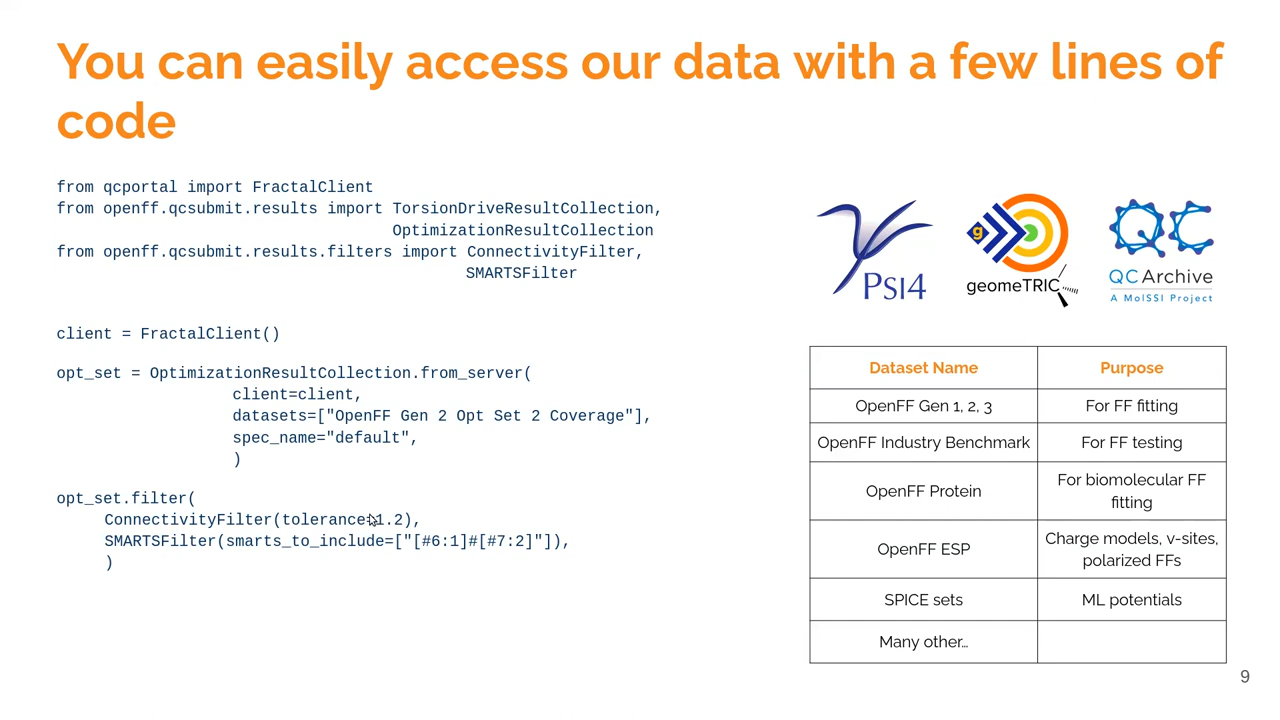 You can easily access our data with a few lines of
code
from qcportal import FractalClient
from openff.qcsubmit.results import TorsionDriveResultCollection,
OptimizationResultCollection
from openff.qcsubmit.results.filters import ConnectivityFilter,
SMARTSFilter
client = FractalClient()
opt_set = OptimizationResultCollection.from_server(
client=client,
datasets=["OpenFF Gen 2 Opt Set 2 Coverage"],
spec_name="default",
)
opt_set.filter(
ConnectivityFilter(tolerance=1.2),
SMARTSFilter(smarts_to_include=["[#6:1]#[#7:2]"]),
)
PSI4
g
geomeTRIC
QC
QCArchive
A MolSSI Project
Dataset Name Purpose
OpenFF Gen 1, 2, 3 For FF fitting
OpenFF Industry Benchmark For FF testing
OpenFF Protein For biomolecular FF
fitting
OpenFF ESP Charge models, v-sites,
polarized FFs
SPICE sets ML potentials
Many other…
9